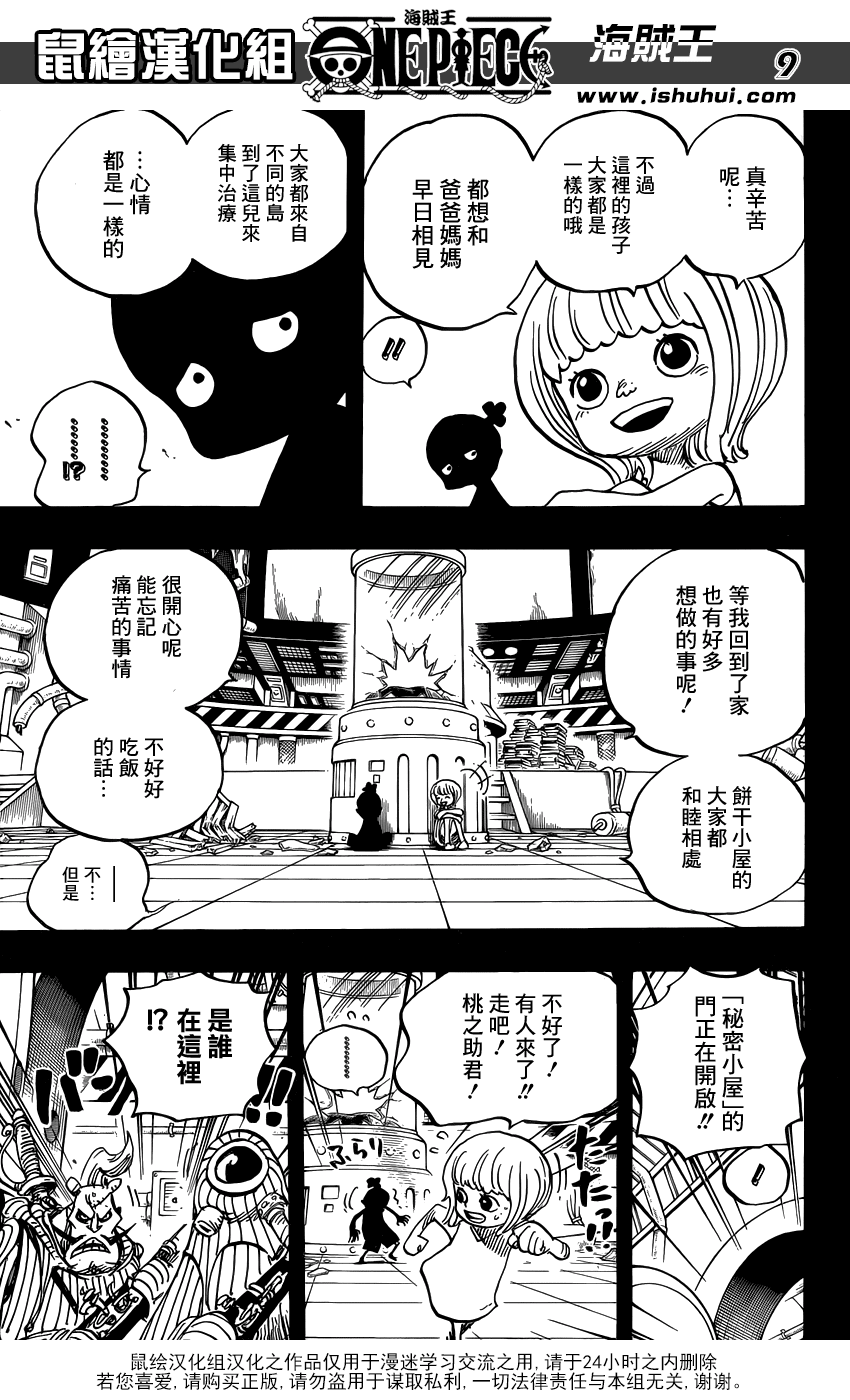 鼠繪漢化組
海賊王
ONE PIECE
海賊王
9
www.ishuhui.com
真辛苦
呢…
不過
這裡的孩子
大家都是
一樣的哦
都想和
爸爸媽媽
早日相見
!!
大家都來自
不同的島
到了這兒來
集中治療
…心情
都是一樣的
………
………!?
等我回到了家
也有好多
想做的事呢!
餅干小屋的
大家都
和睦相處
很開心呢
能忘記
痛苦的事情
不好好
吃飯
的話…
不…
但是
「秘密小屋」的
門正在開啟!!
!
不好了!
有人來了!!
走吧!
桃之助君!
………
ふらり
たたっ
是誰
在這裡
!?
鼠绘汉化组汉化之作品仅用于漫迷学习交流之用, 请于24小时之内删除
若您喜爱, 请购买正版, 请勿盗用于谋取私利, 一切法律责任与本组无关, 谢谢。